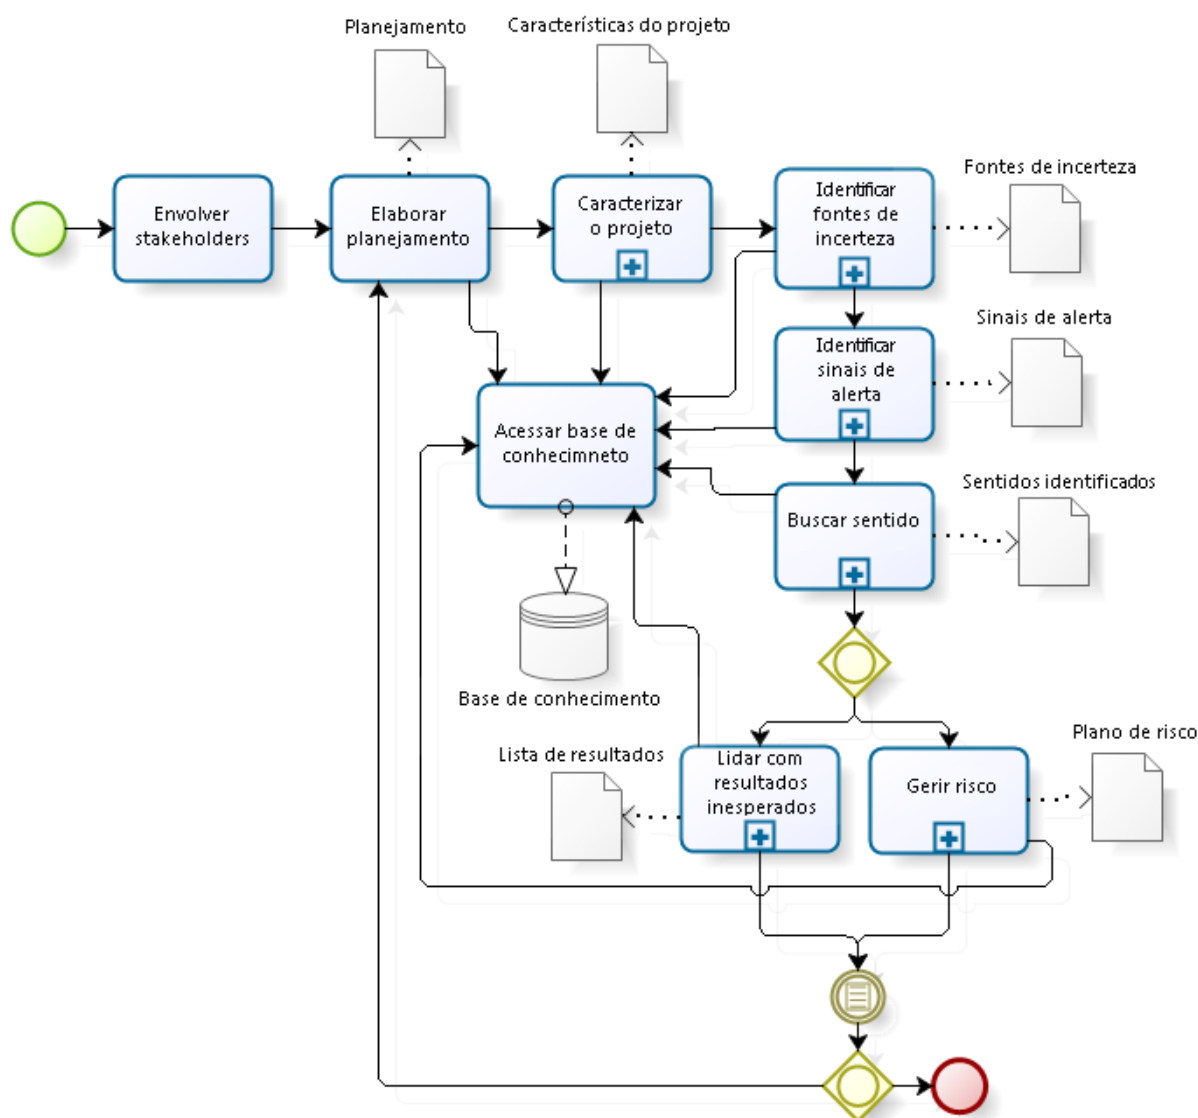 Planejamento
Características do projeto
Envolver
stakeholders
Elaborar
planejamento
Caracterizar
o projeto
Identificar
fontes de
incerteza
Fontes de incerteza
Identificar
sinais de
alerta
Sinais de alerta
Acessar base de
conhecimneto
Buscar sentido
Sentidos identificados
Base de conhecimento
Lista de resultados
Lidar com
resultados
inesperados
Gerir risco
Plano de risco